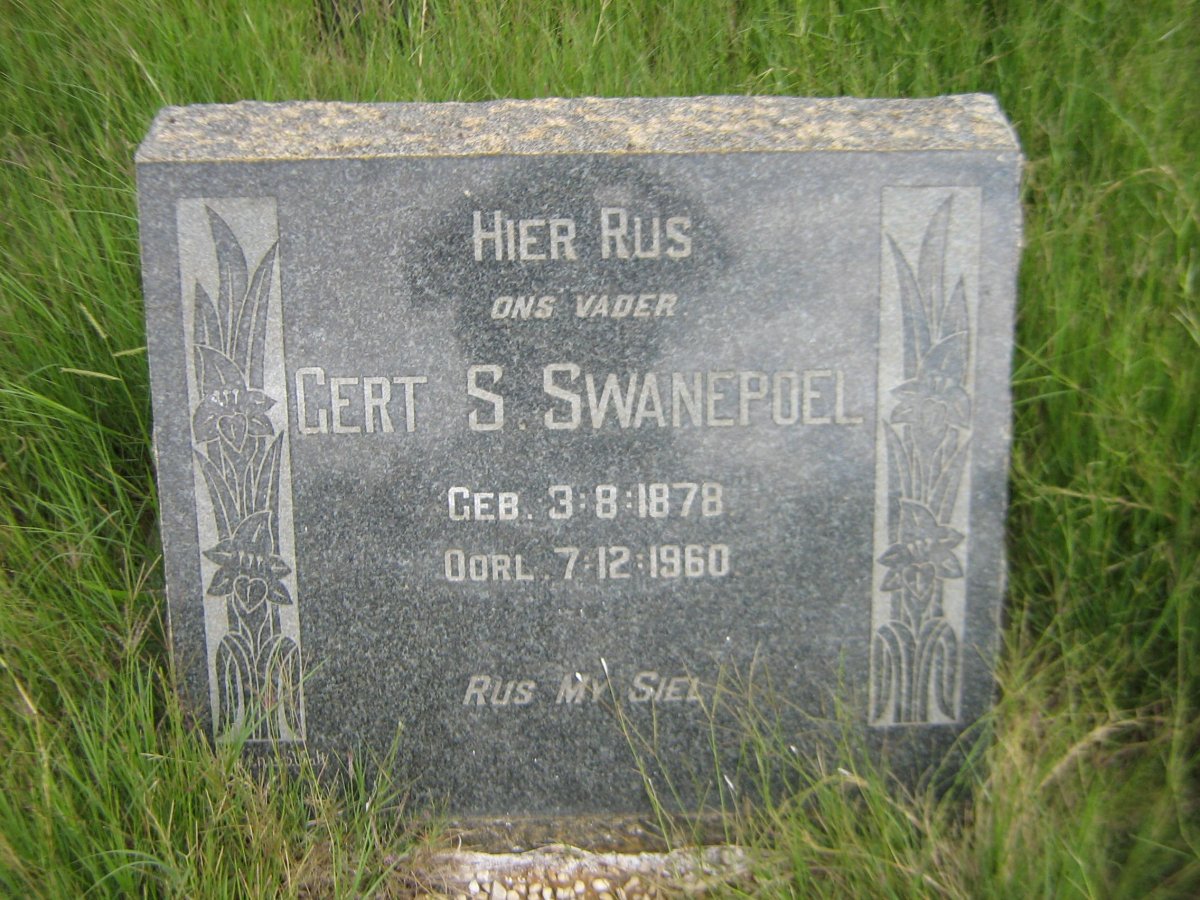 HIER RUS
ONS VADER
GERT S. SWANEPOEL
GEB. 3:8:1878
OORL. 7:12:1960
RUS MY SIEL